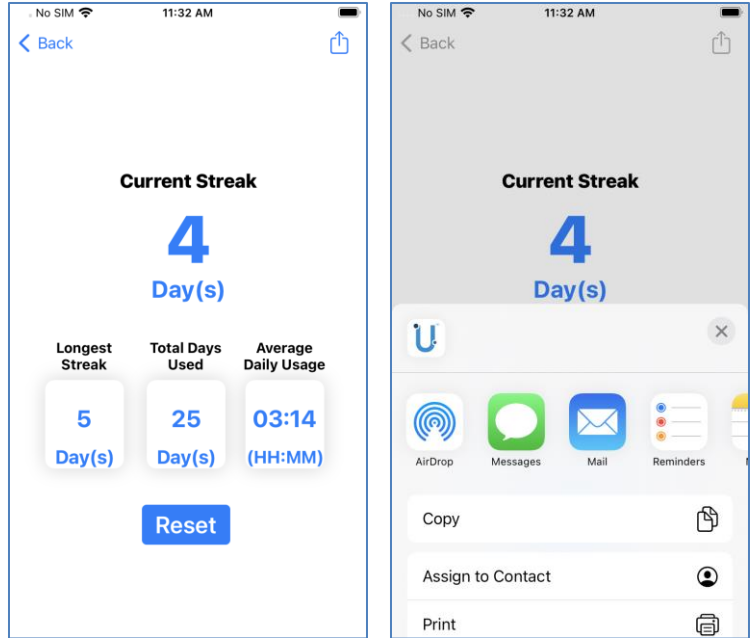 No SIM 11:32 AM
Back
Current Streak
4
Day(s)
Longest Streak
Total Days Used
Average Daily Usage
5
Day(s)
25
Day(s)
03:14
(HH:MM)
Reset
No SIM 11:32 AM
Back
Current Streak
4
Day(s)
U
AirDrop
Messages
Mail
Reminders
Copy
Assign to Contact
Print